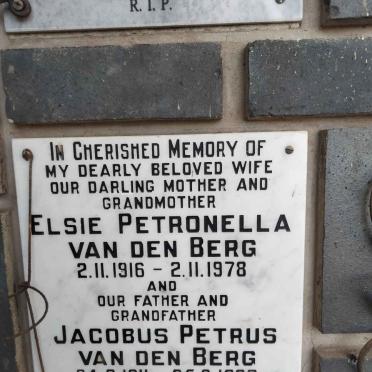 R. I. P.
IN CHERISHED MEMORY OF
MY DEARLY BELOVED WIFE
OUR DARLING MOTHER AND
GRANDMOTHER
ELSIE PETRONELLA
VAN DEN BERG
2.11.1916 – 2.11.1978
AND
OUR FATHER AND
GRANDFATHER
JACOBUS PETRUS
VAN DEN BERG